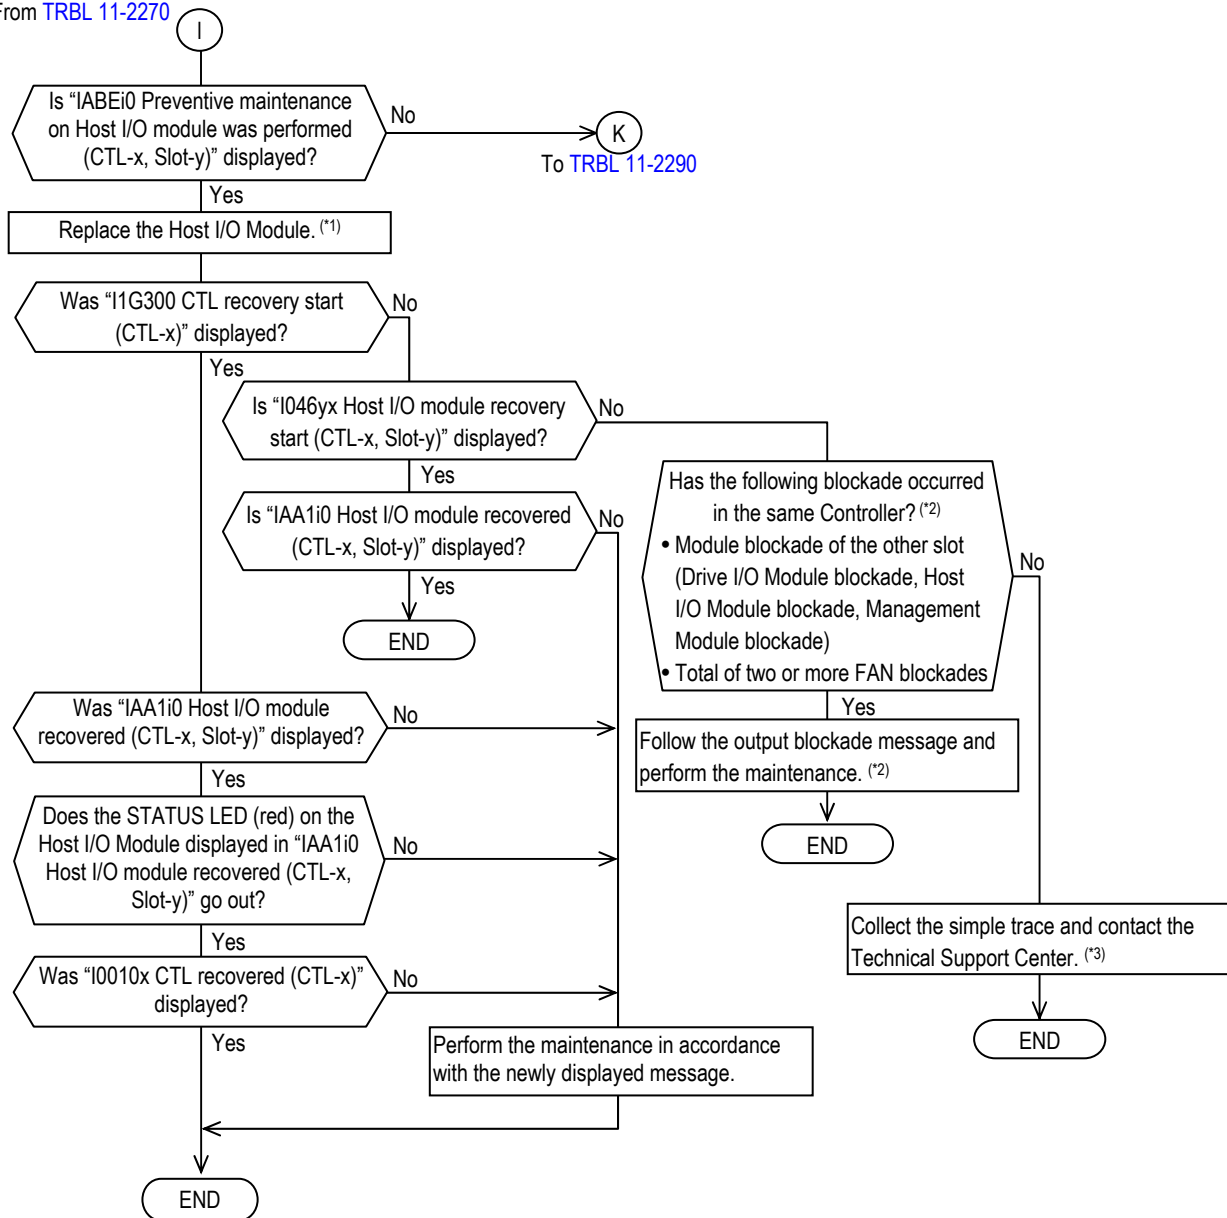 From TRBL 11-2270
I
Is “IABEi0 Preventive maintenance
on Host I/O module was performed
(CTL-x, Slot-y)” displayed?
No
K
To TRBL 11-2290
Yes
Replace the Host I/O Module. (*1)
Was “I1G300 CTL recovery start
(CTL-x)” displayed?
No
Yes
Is “I046yx Host I/O module recovery
start (CTL-x, Slot-y)” displayed?
No
Yes
Is “IAA1i0 Host I/O module recovered
(CTL-x, Slot-y)” displayed?
No
Yes
END
Has the following blockade occurred
in the same Controller? (*2)
• Module blockade of the other slot
(Drive I/O Module blockade, Host
I/O Module blockade, Management
Module blockade)
• Total of two or more FAN blockades
No
Yes
Follow the output blockade message and
perform the maintenance. (*2)
END
Collect the simple trace and contact the
Technical Support Center. (*3)
END
Was “IAA1i0 Host I/O module
recovered (CTL-x, Slot-y)” displayed?
No
Yes
Does the STATUS LED (red) on the
Host I/O Module displayed in “IAA1i0
Host I/O module recovered (CTL-x,
Slot-y)” go out?
No
Yes
Was “I0010x CTL recovered (CTL-x)”
displayed?
No
Yes
Perform the maintenance in accordance
with the newly displayed message.
END